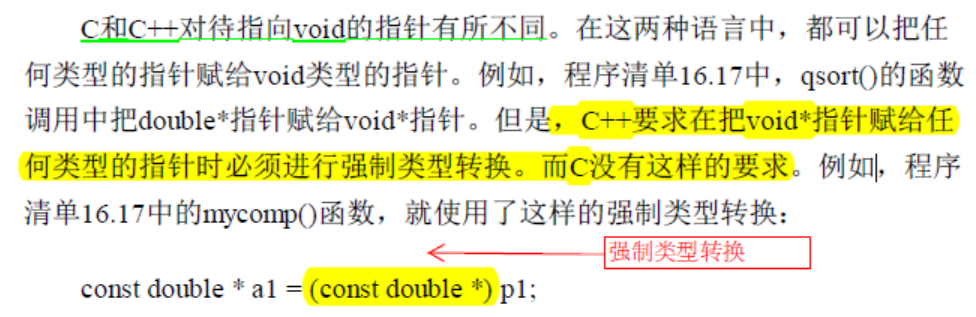 C和C++对待指向void的指针有所不同。在这两种语言中，都可以把任
何类型的指针赋给void类型的指针。例如，程序清单16.17中，qsort()的函数
调用中把double*指针赋给void*指针。但是，C++要求在把void*指针赋给任
何类型的指针时必须进行强制类型转换。而C没有这样的要求。例如，程序
清单16.17中的mycomp()函数，就使用了这样的强制类型转换：
强制类型转换
const double * a1 = (const double *) p1;